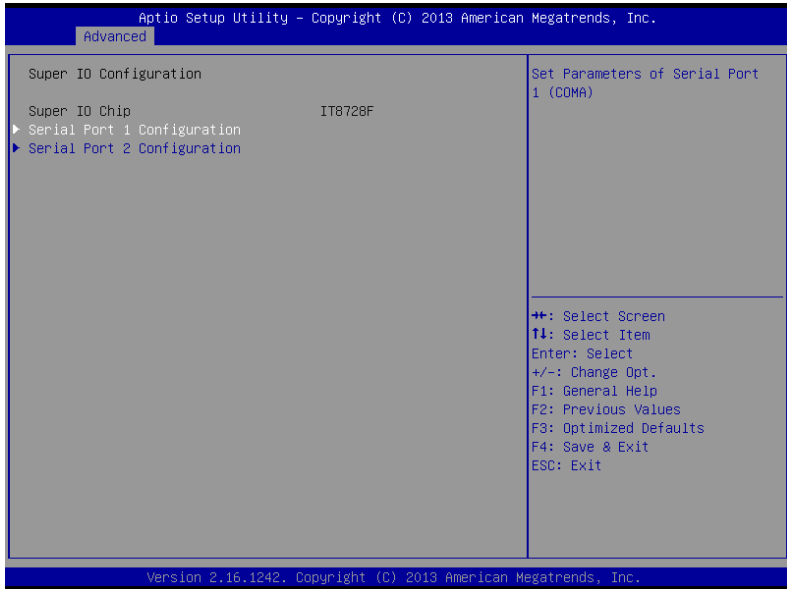 Aptio Setup Utility – Copyright (C) 2013 American Megatrends, Inc.
Advanced
Super IO Configuration
Super IO Chip IT8728F
Serial Port 1 Configuration
Serial Port 2 Configuration
Set Parameters of Serial Port
1 (COMA)
→←: Select Screen
↑↓: Select Item
Enter: Select
+/-: Change Opt.
F1: General Help
F2: Previous Values
F3: Optimized Defaults
F4: Save & Exit
ESC: Exit
Version 2.16.1242. Copyright (C) 2013 American Megatrends, Inc.